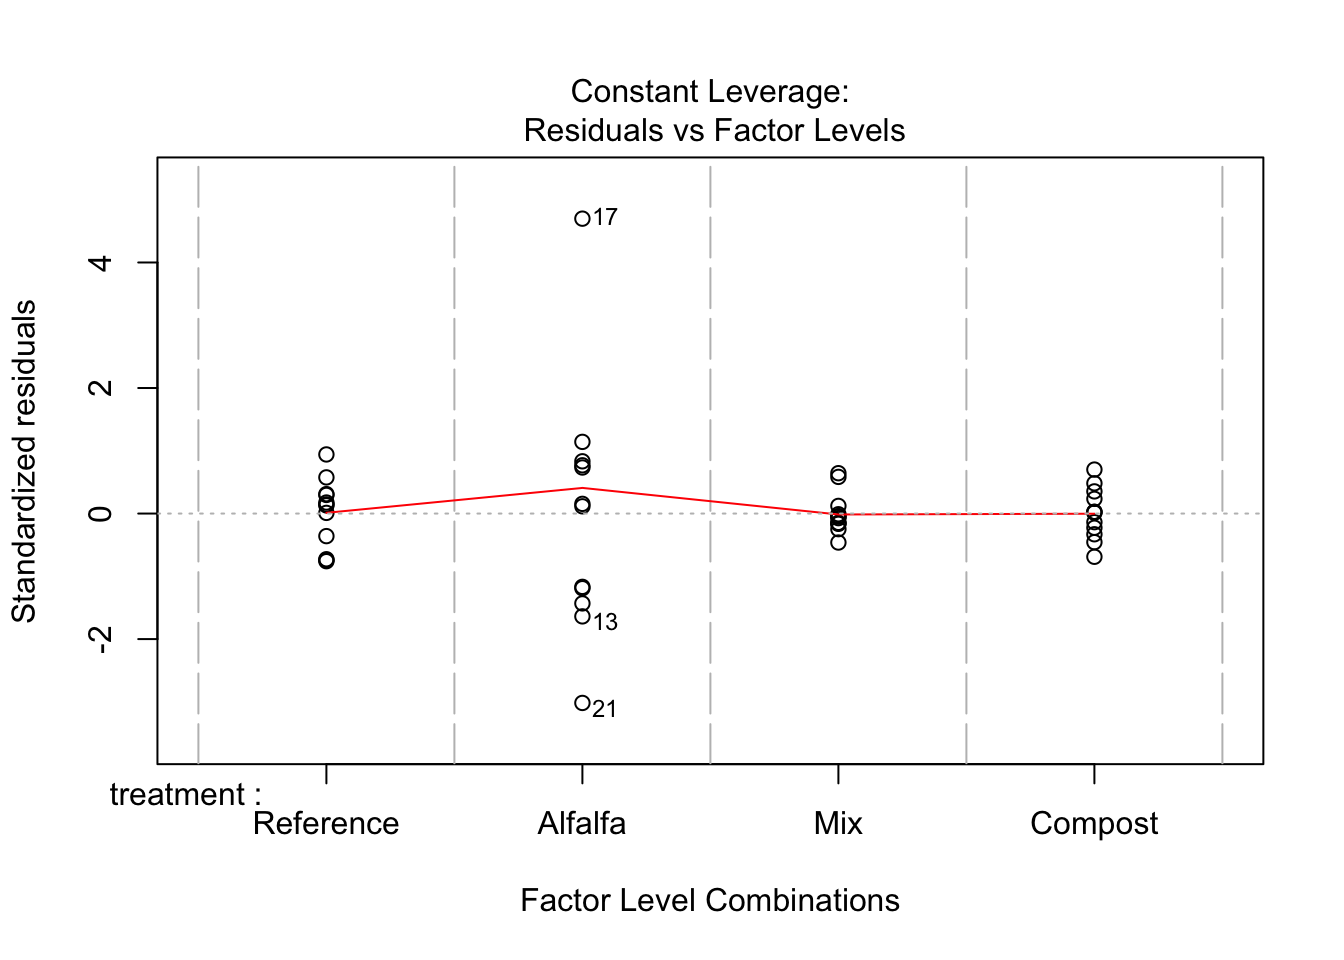 Constant Leverage:
Residuals vs Factor Levels
Standardized residuals
4
2
0
-2
17
13
21
treatment :
Reference Alfalfa Mix Compost
Factor Level Combinations